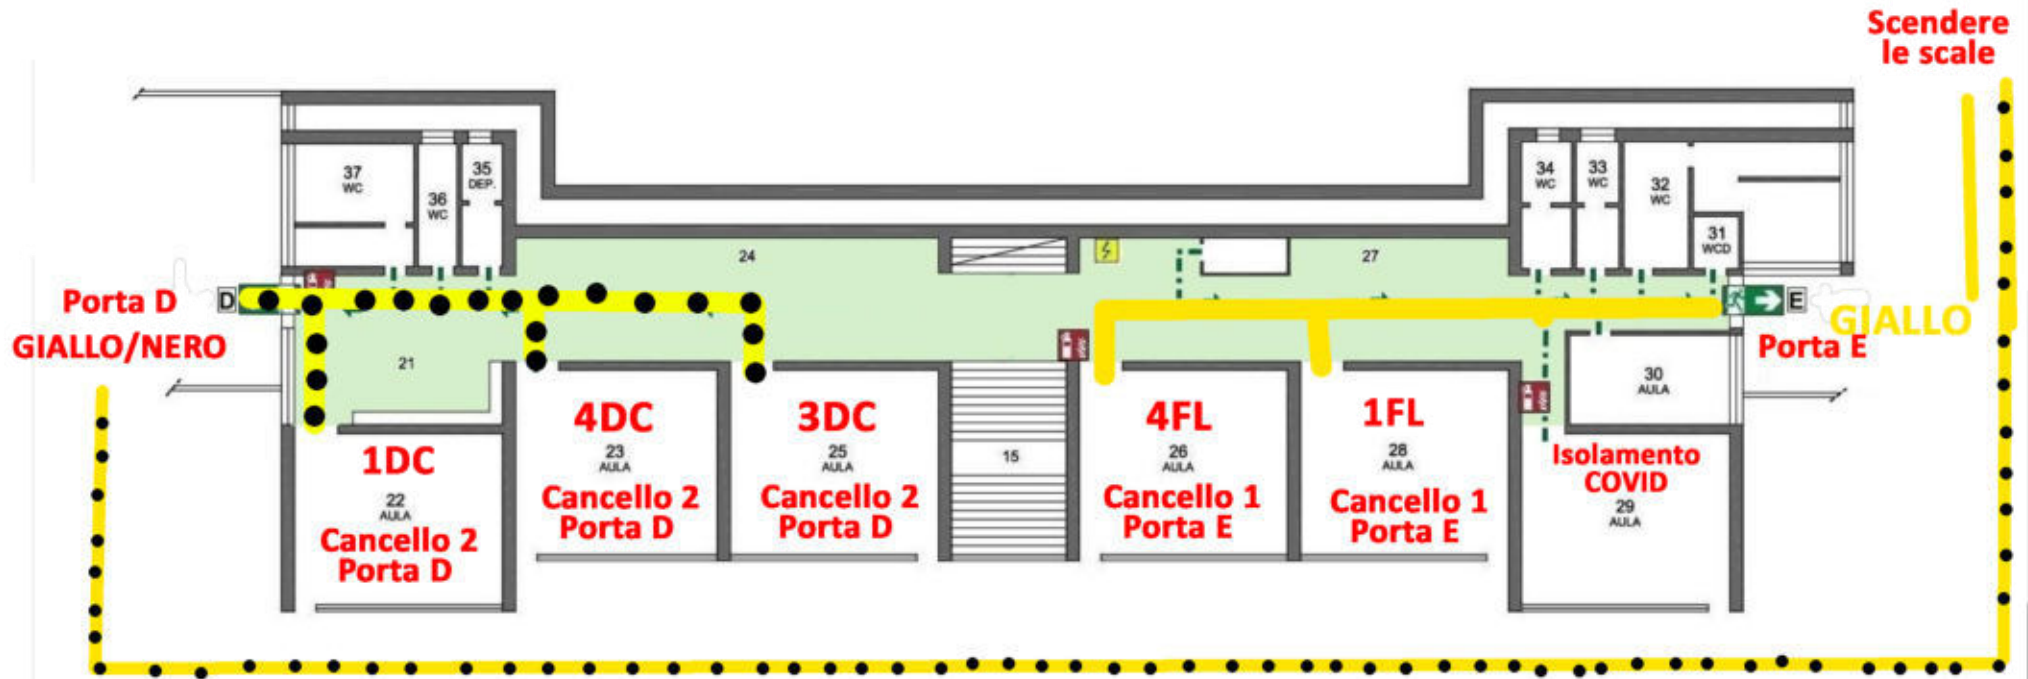 Scendere
le scale
37
WC
36
WC
35
DEP.
34
WC
33
WC
32
WC
31
WCD
24
27
D
Porta D
GIALLO/NERO
E
GIALLO
Porta E
21
30
AULA
1DC
22
AULA
Cancello 2
Porta D
4DC
23
AULA
Cancello 2
Porta D
3DC
25
AULA
Cancello 2
Porta D
15
4FL
26
AULA
Cancello 1
Porta E
1FL
28
AULA
Cancello 1
Porta E
Isolamento
COVID
29
AULA